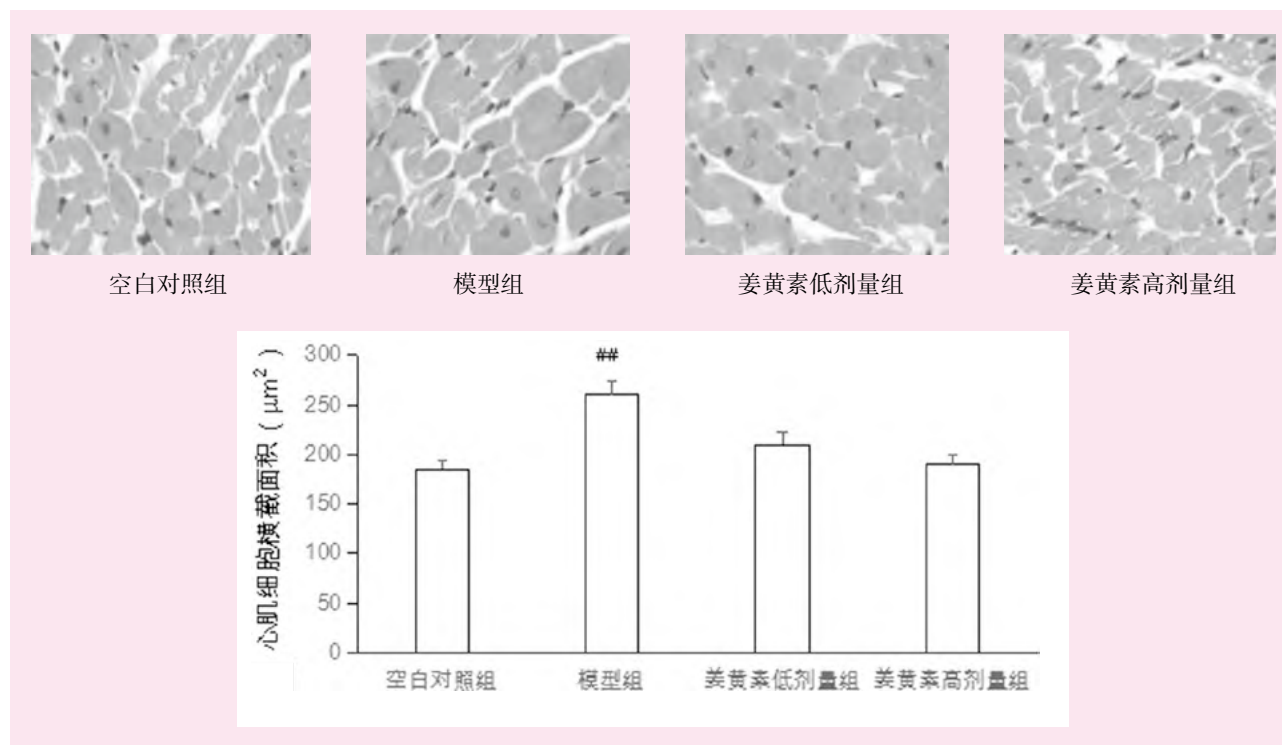 空白对照组
模型组
姜黄素低剂量组
姜黄素高剂量组
心肌细胞横截面积（μm²）
300
250
200
150
100
50
0
##
空白对照组
模型组
姜黄素低剂量组
姜黄素高剂量组